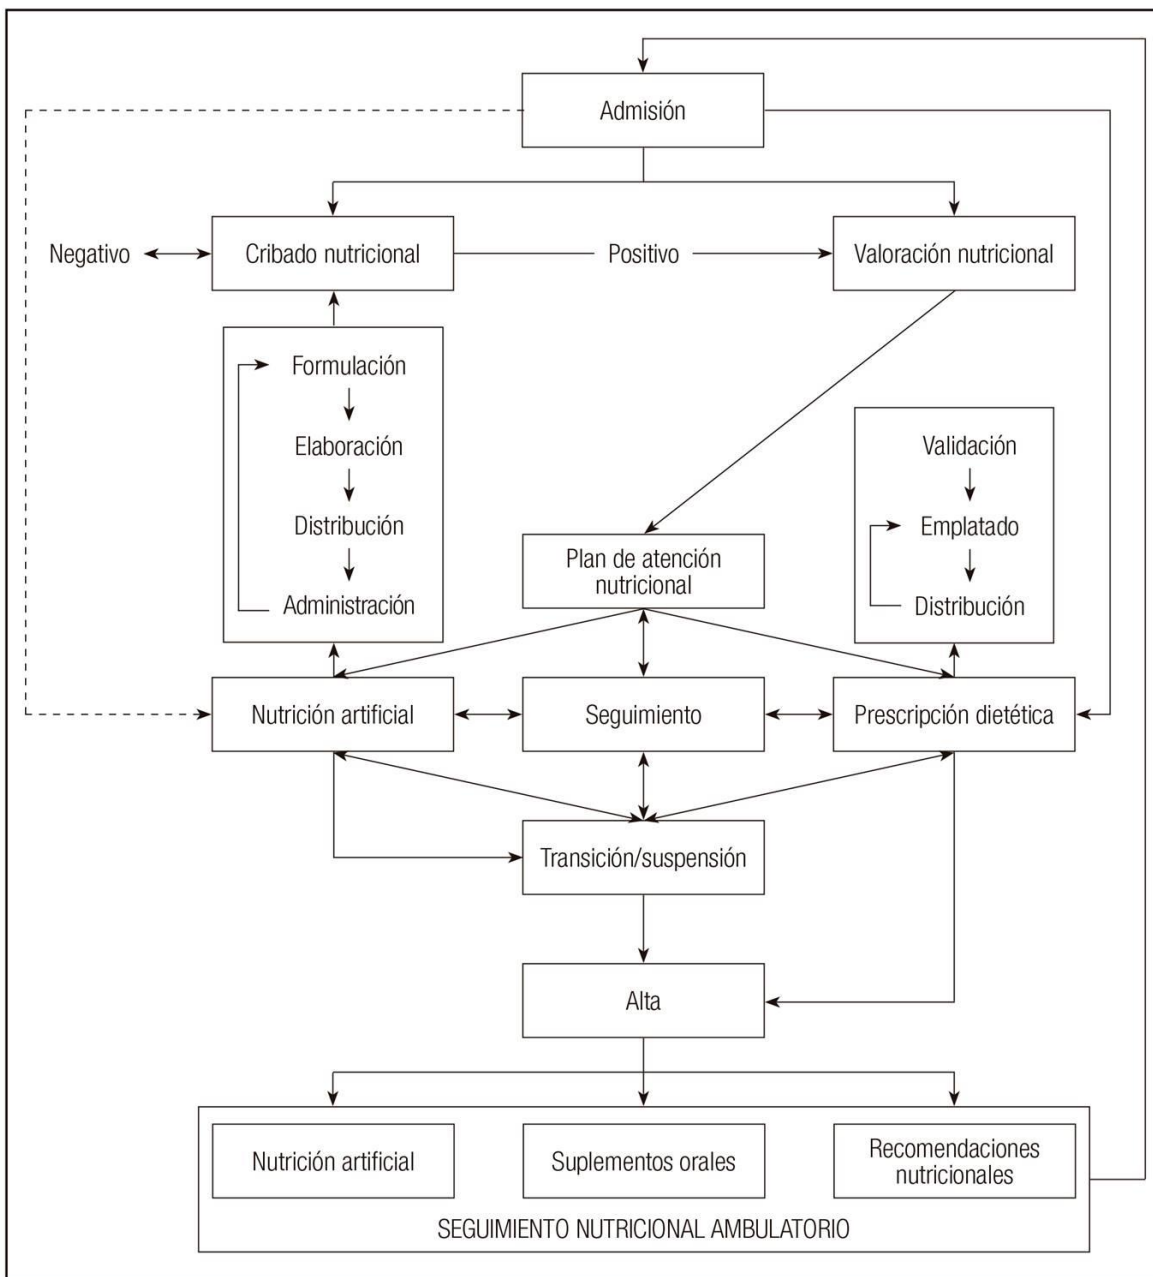 Admisión
Negativo
Cribado nutricional
Positivo
Valoración nutricional
Formulación
Elaboración
Distribución
Administración
Validación
Emplatado
Distribución
Plan de atención
nutricional
Nutrición artificial
Seguimiento
Prescripción dietética
Transición/suspensión
Alta
Nutrición artificial
Suplementos orales
Recomendaciones
nutricionales
SEGUIMIENTO NUTRICIONAL AMBULATORIO